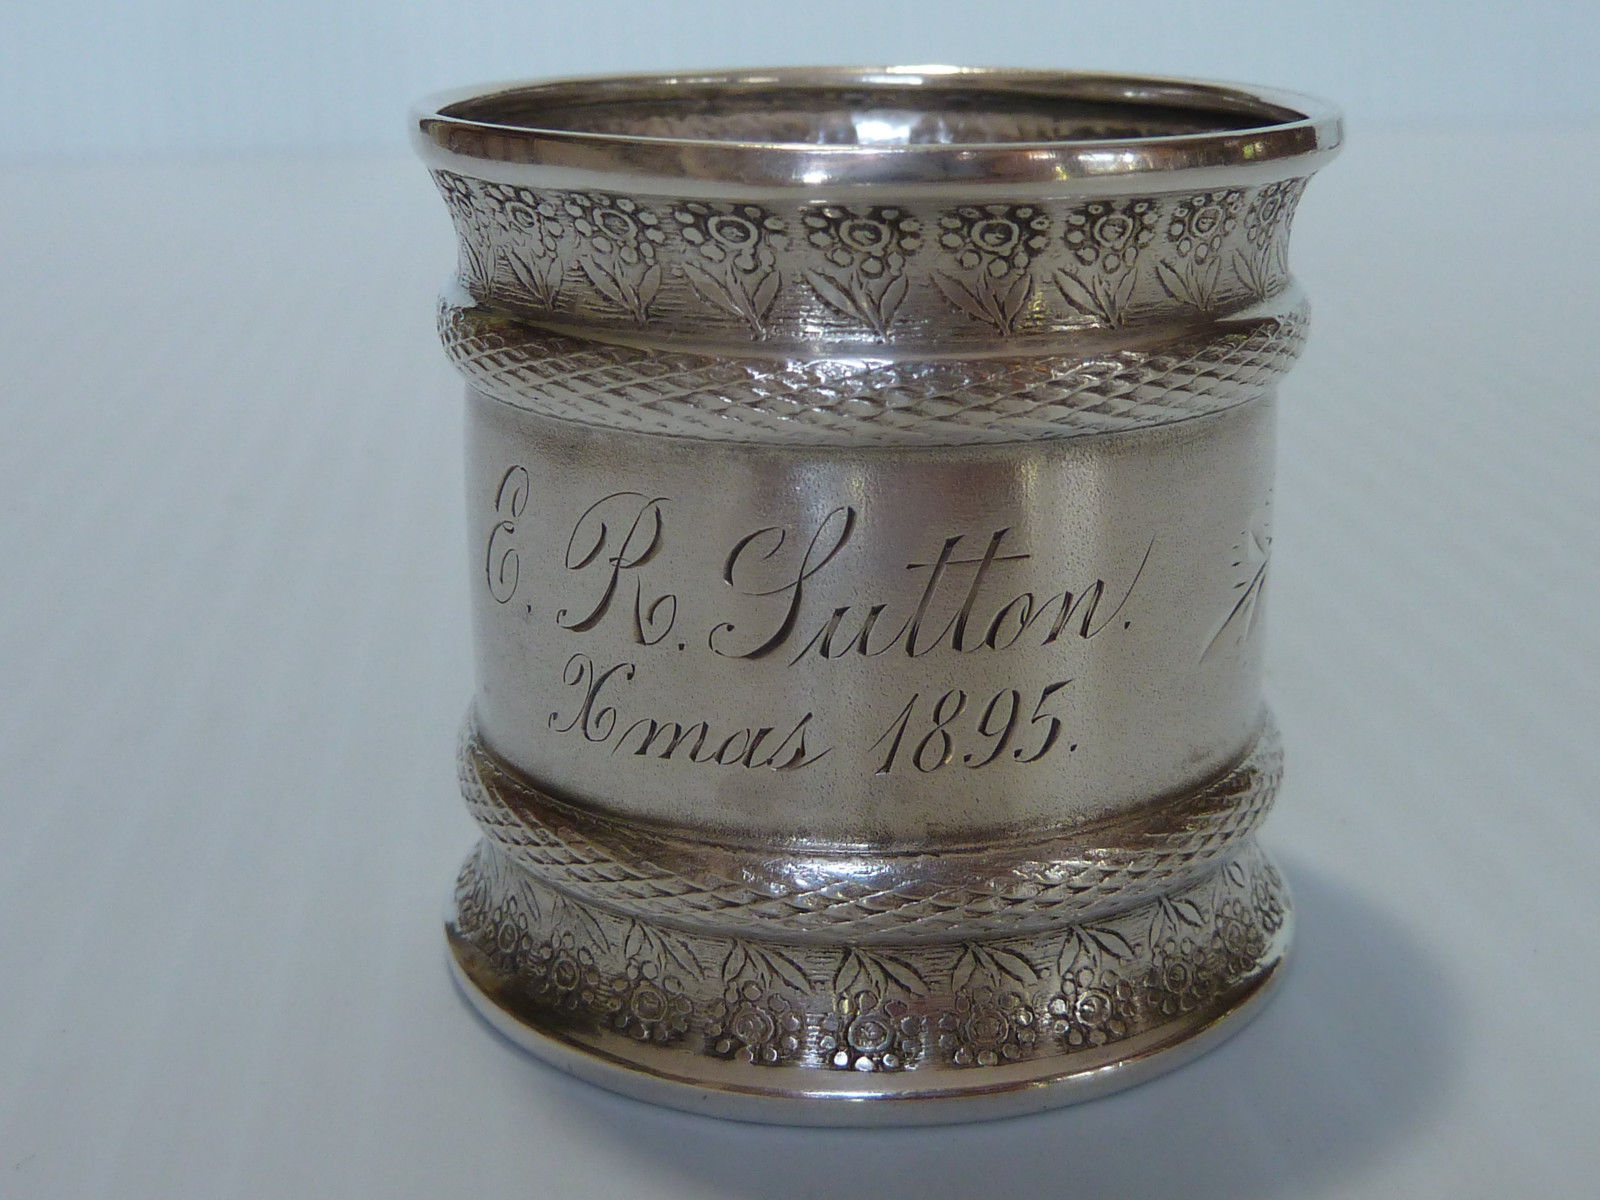 E. R. Sutton.
Xmas 1895.